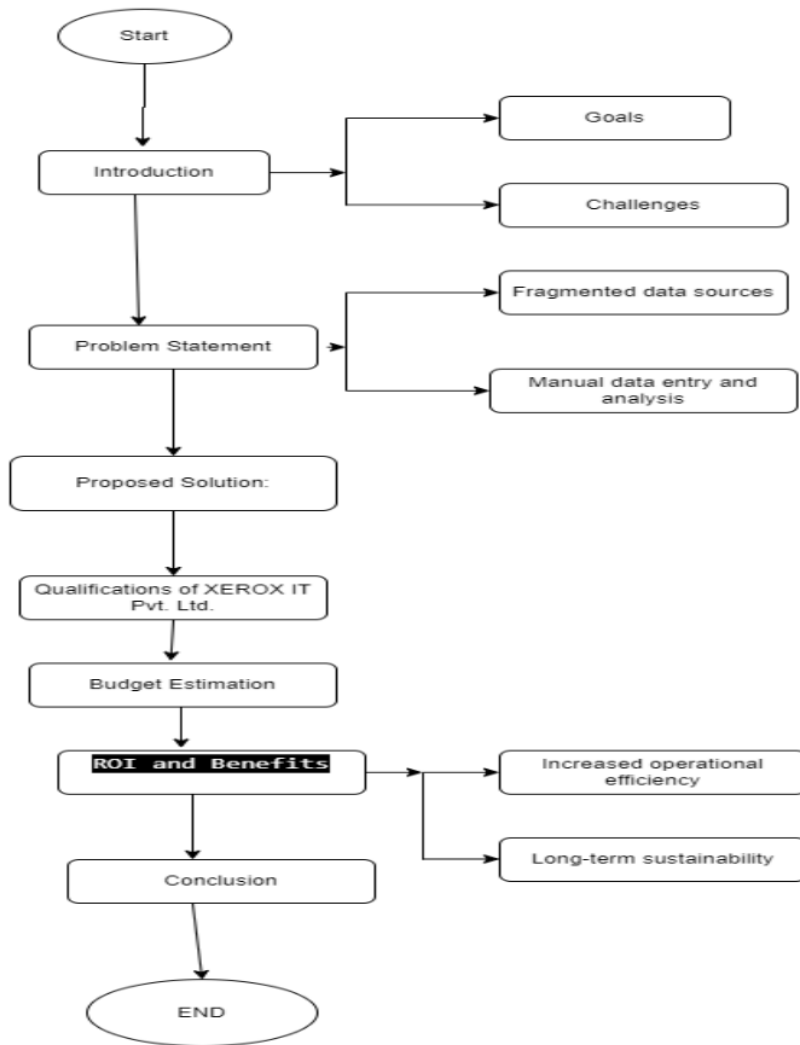 Start
Goals
Introduction
Challenges
Fragmented data sources
Problem Statement
Manual data entry and
analysis
Proposed Solution:
Qualifications of XEROX IT
Pvt. Ltd.
Budget Estimation
ROI and Benefits
Increased operational
efficiency
Long-term sustainability
Conclusion
END